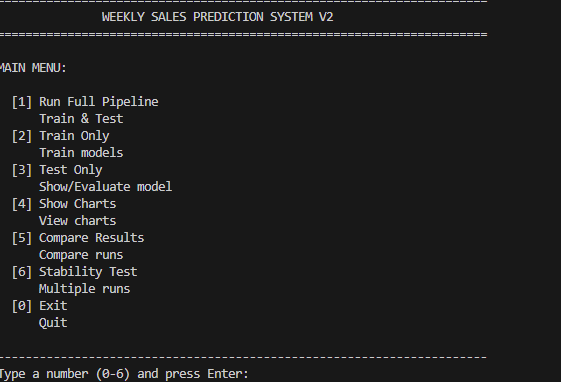 WEEKLY SALES PREDICTION SYSTEM V2
================================================================================
MAIN MENU:
[1] Run Full Pipeline
Train & Test
[2] Train Only
Train models
[3] Test Only
Show/Evaluate model
[4] Show Charts
View charts
[5] Compare Results
Compare runs
[6] Stability Test
Multiple runs
[0] Exit
Quit
--------------------------------------------------------------------------------
Type a number (0-6) and press Enter: